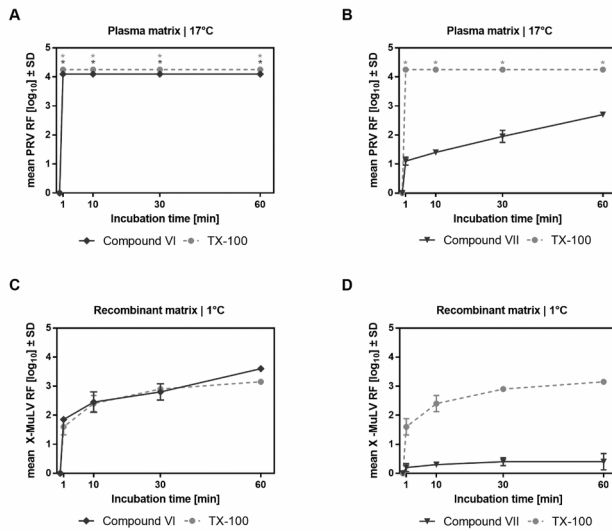 A
Plasma matrix | 17°C
mean PRV RF [log10] ± SD
5
4
3
2
1
0
* * * *
* * * *
1 10 30 60
Incubation time [min]
Compound VI TX-100
B
Plasma matrix | 17°C
mean PRV RF [log10] ± SD
5
4
3
2
1
0
* * * *
1 10 30 60
Incubation time [min]
Compound VII TX-100
C
Recombinant matrix | 1°C
mean X-MuLV RF [log10] ± SD
5
4
3
2
1
0
1 10 30 60
Incubation time [min]
Compound VI TX-100
D
Recombinant matrix | 1°C
mean X -MuLV RF [log10] ± SD
5
4
3
2
1
0
1 10 30 60
Incubation time [min]
Compound VII TX-100